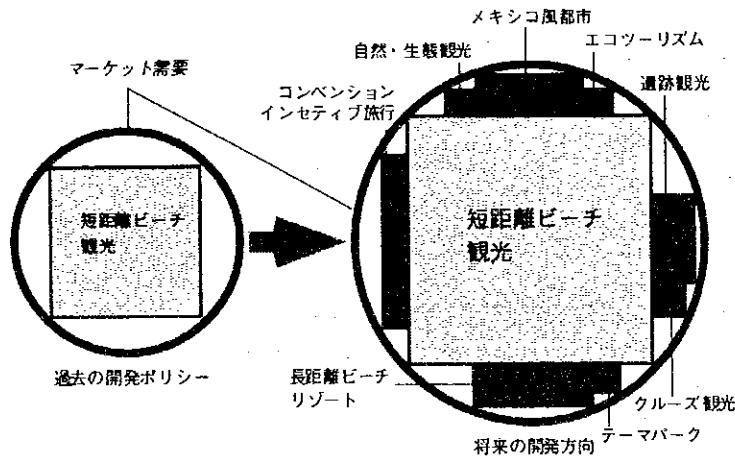 メキシコ風都市
自然・生態観光
エコツーリズム
マーケット需要
コンベンション
インセティブ旅行
遺跡観光
短距離ビーチ
観光
短距離ビーチ
観光
過去の開発ポリシー
長距離ビーチ
リゾート
クルーズ観光
テーマパーク
将来の開発方向